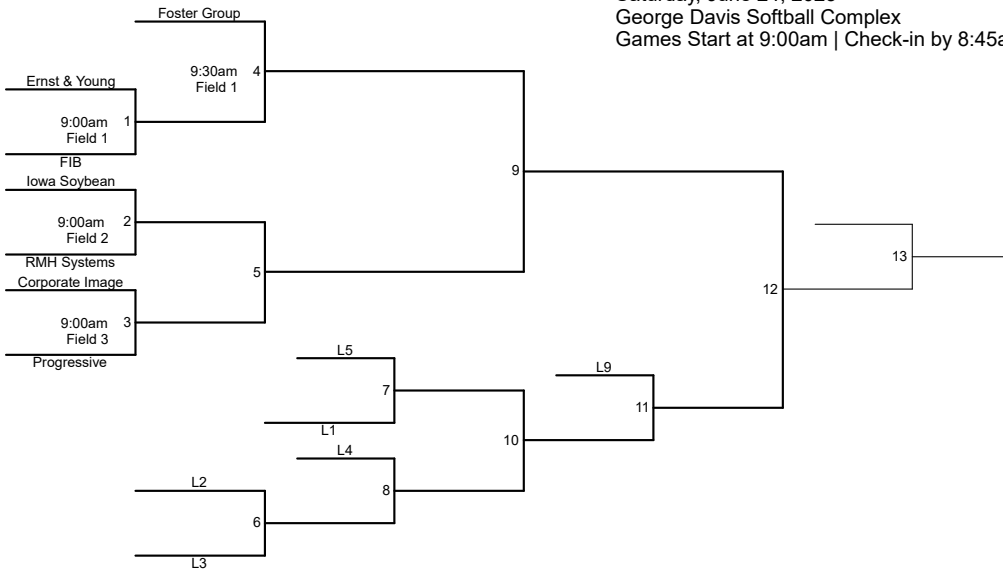 George Davis Softball Complex
Games Start at 9:00am | Check-in by 8:45a
Foster Group
9:30am 4
Field 1
Ernst & Young
9:00am 1
Field 1
FIB
Iowa Soybean
9:00am 2
Field 2
RMH Systems
Corporate Image
9:00am 3
Field 3
Progressive
5
9
12
13
L5
7
L1
L4
8
L2
6
L3
10
L9
11